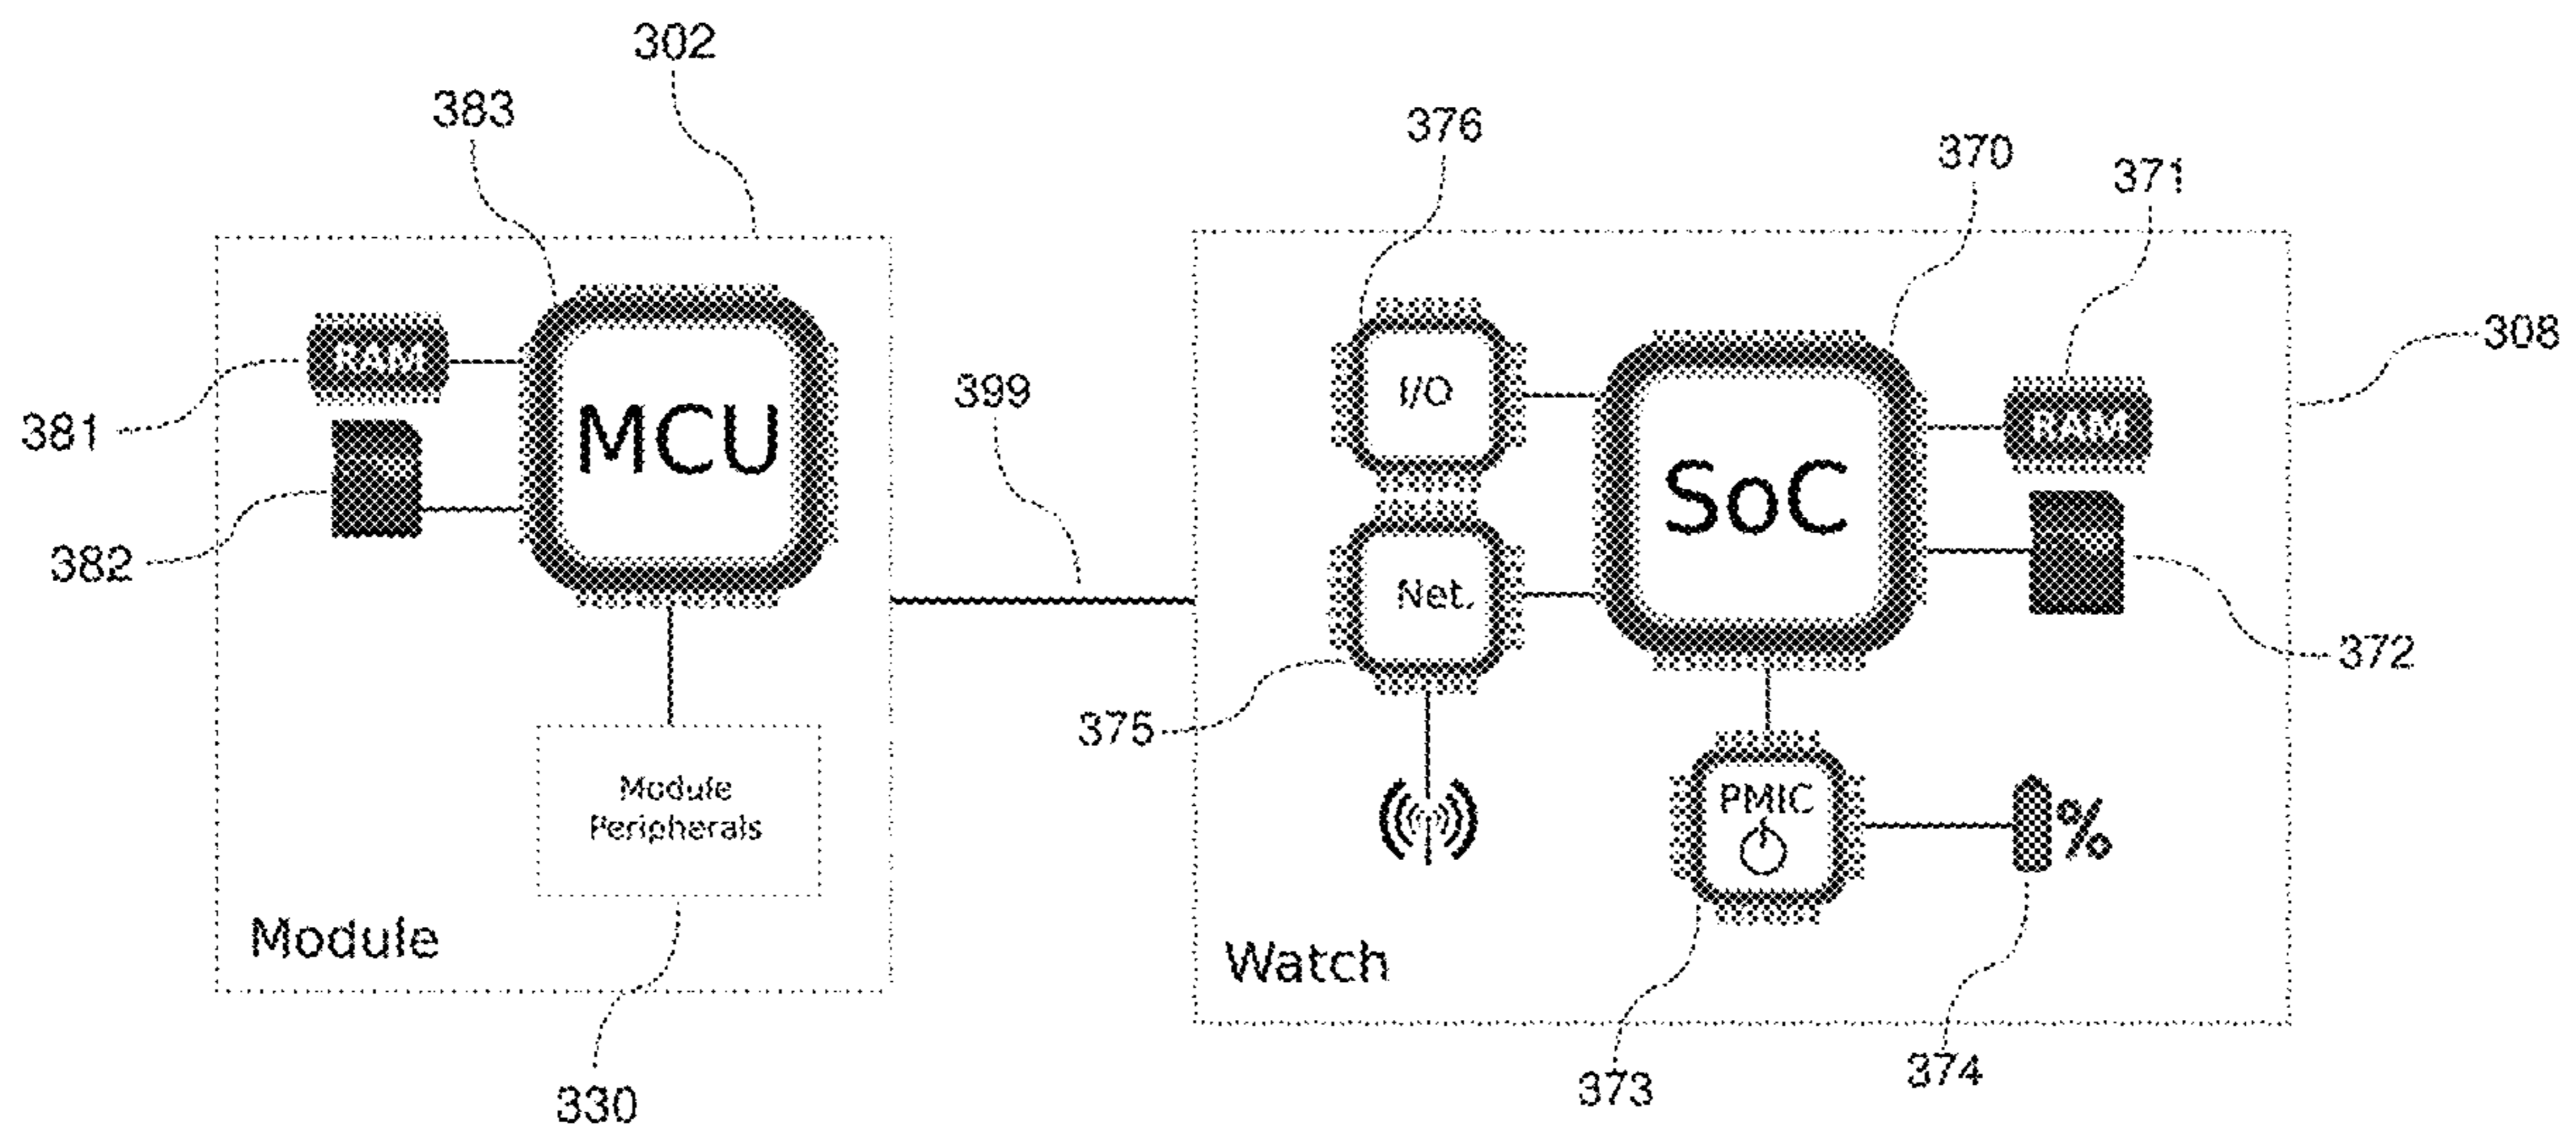 302
383
376
370
371
308
RAM
MCU
I/O
RAM
399
SoC
381
382
Net.
372
375
Module
Peripherals
PMIC
%
Module
Watch
330
373
374